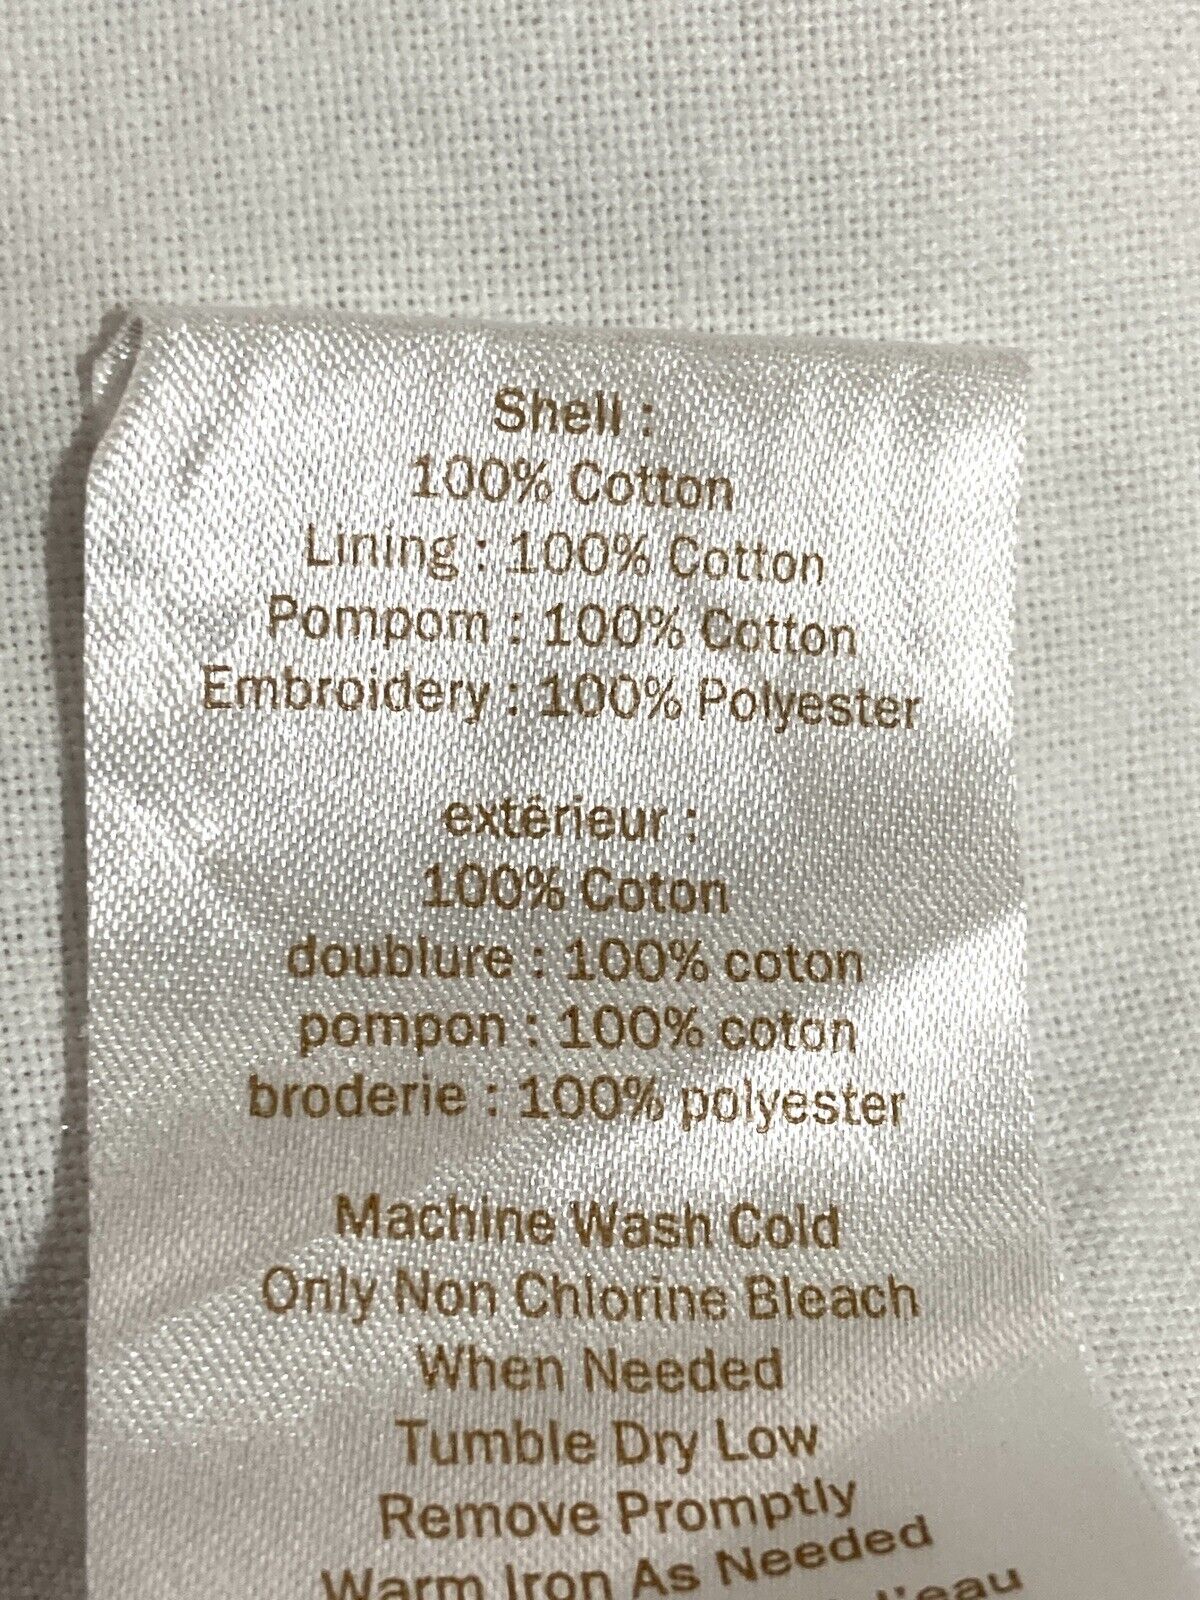 Shell :
100% Cotton
Lining : 100% Cotton
Pompom : 100% Cotton
Embroidery : 100% Polyester
extêrieur :
100% Coton
doublure : 100% coton
pompon : 100% coton
broderie : 100% polyester
Machine Wash Cold
Only Non Chlorine Bleach
When Needed
Tumble Dry Low
Remove Promptly
Warm Iron As Needed
l'eau